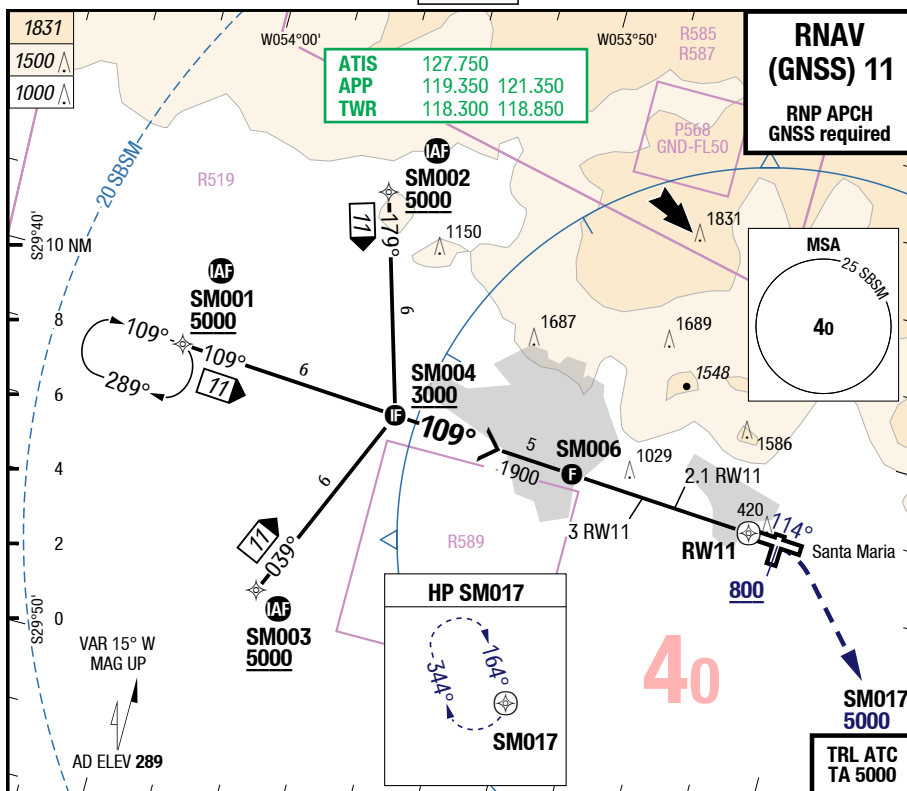 1831
1500
1000
W054°00'
W053°50'
R585
R587
RNAV
(GNSS) 11
RNP APCH
GNSS required
ATIS 127.750
APP 119.350 121.350
TWR 118.300 118.850
P568
GND-FL50
20 SBSM
R519
IAF
SM002
5000
11
179°
1150
1831
S29°40'
10 NM
MSA
25 SBSM
40
IAF
SM001
5000
8
109°
109°
289°
11
6
6
1687
1689
1548
6
SM004
3000
IF
109°
5
1900
SM006
F
1029
1586
2.1 RW11
3 RW11
4
6
R589
420
114°
RW11
Santa Maria
800
2
11
039°
IAF
SM003
5000
S29°50'
0
HP SM017
344°
164°
SM017
40
VAR 15° W
MAG UP
AD ELEV 289
SM017
5000
TRL ATC
TA 5000